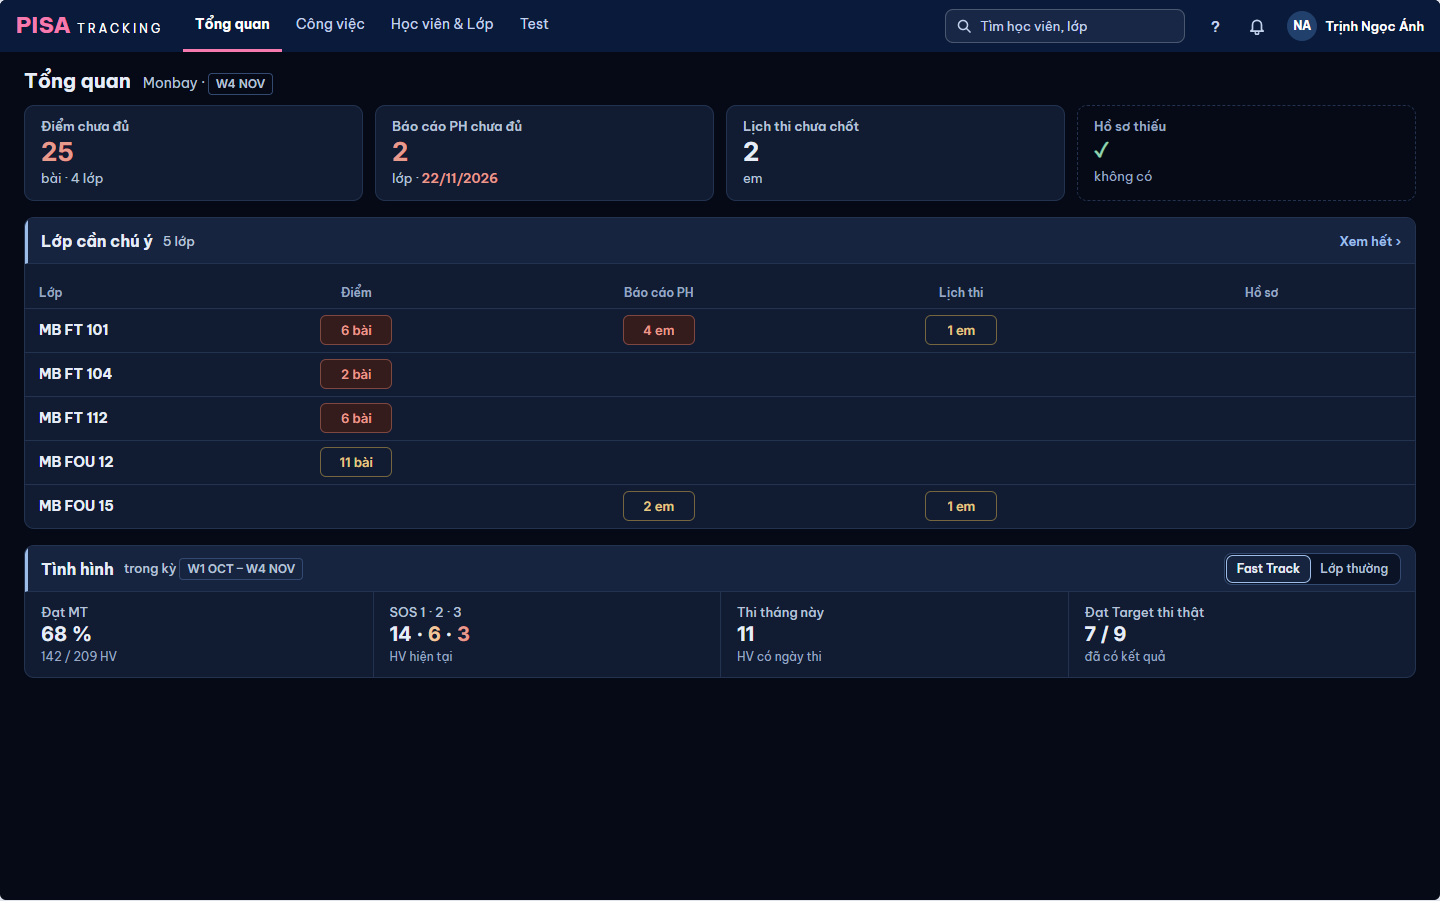 PISA TRACKING Tổng quan Công việc Học viên & Lớp Test Tìm học viên, lớp ? NA Trịnh Ngọc Ánh
Tổng quan Monbay · W4 NOV
Điểm chưa đủ
25
bài · 4 lớp
Báo cáo PH chưa đủ
2
lớp · 22/11/2026
Lịch thi chưa chốt
2
em
Hồ sơ thiếu
✓
không có
Lớp cần chú ý 5 lớp Xem hết ›
Lớp Điểm Báo cáo PH Lịch thi Hồ sơ
MB FT 101 6 bài 4 em 1 em
MB FT 104 2 bài
MB FT 112 6 bài
MB FOU 12 11 bài
MB FOU 15 2 em 1 em
Tình hình trong kỳ W1 OCT – W4 NOV Fast Track Lớp thường
Đạt MT
68 %
142 / 209 HV
SOS 1 · 2 · 3
14 · 6 · 3
HV hiện tại
Thi tháng này
11
HV có ngày thi
Đạt Target thi thật
7 / 9
đã có kết quả